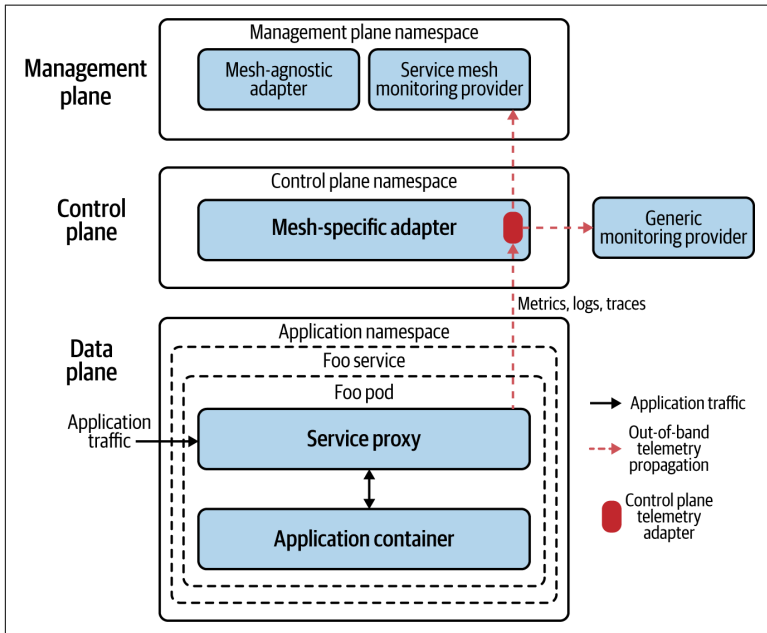 Management plane namespace
Management
plane
Mesh-agnostic
adapter
Service mesh
monitoring provider
Control plane namespace
Control
plane
Mesh-specific adapter
Generic
monitoring provider
Metrics, logs, traces
Data
plane
Application namespace
Foo service
Foo pod
Application
traffic
Service proxy
Application container
Application traffic
Out-of-band
telemetry
propagation
Control plane
telemetry
adapter